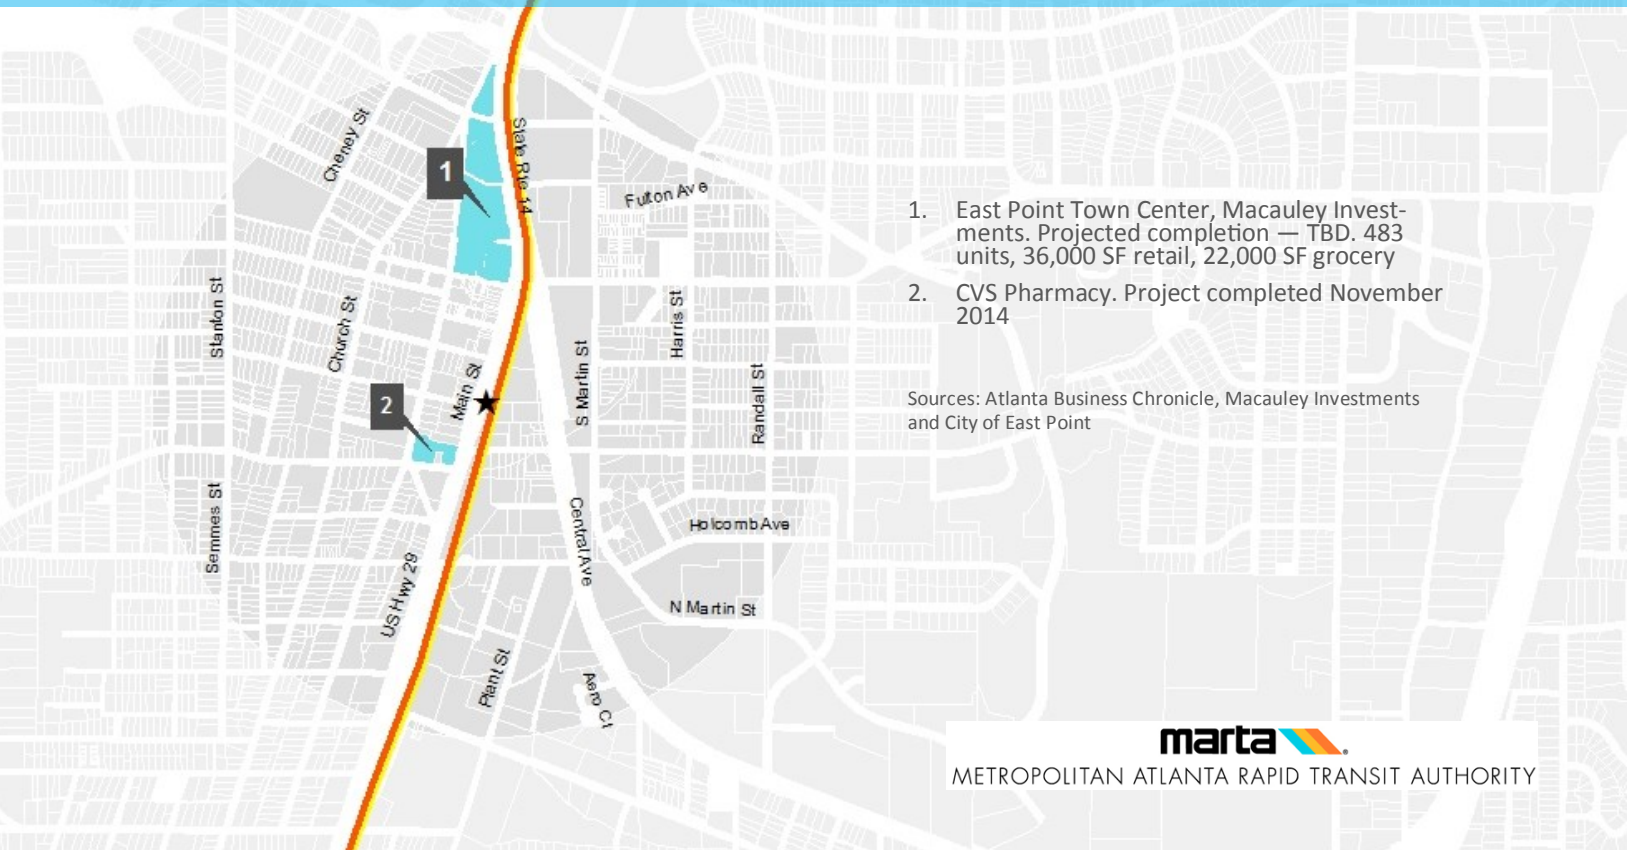 Cheney St
1
State Rte 14
Fulton Ave
1. East Point Town Center, Macauley Invest-
ments. Projected completion — TBD. 483
units, 36,000 SF retail, 22,000 SF grocery
2. CVS Pharmacy. Project completed November
2014
Sources: Atlanta Business Chronicle, Macauley Investments
and City of East Point
Stanton St
Church St
Harris St
Main St
S Martin St
Randall St
2
Semmes St
Central Ave
Holcomb Ave
US Hwy 29
N Martin St
Plant St
Aero Ct
marta
METROPOLITAN ATLANTA RAPID TRANSIT AUTHORITY